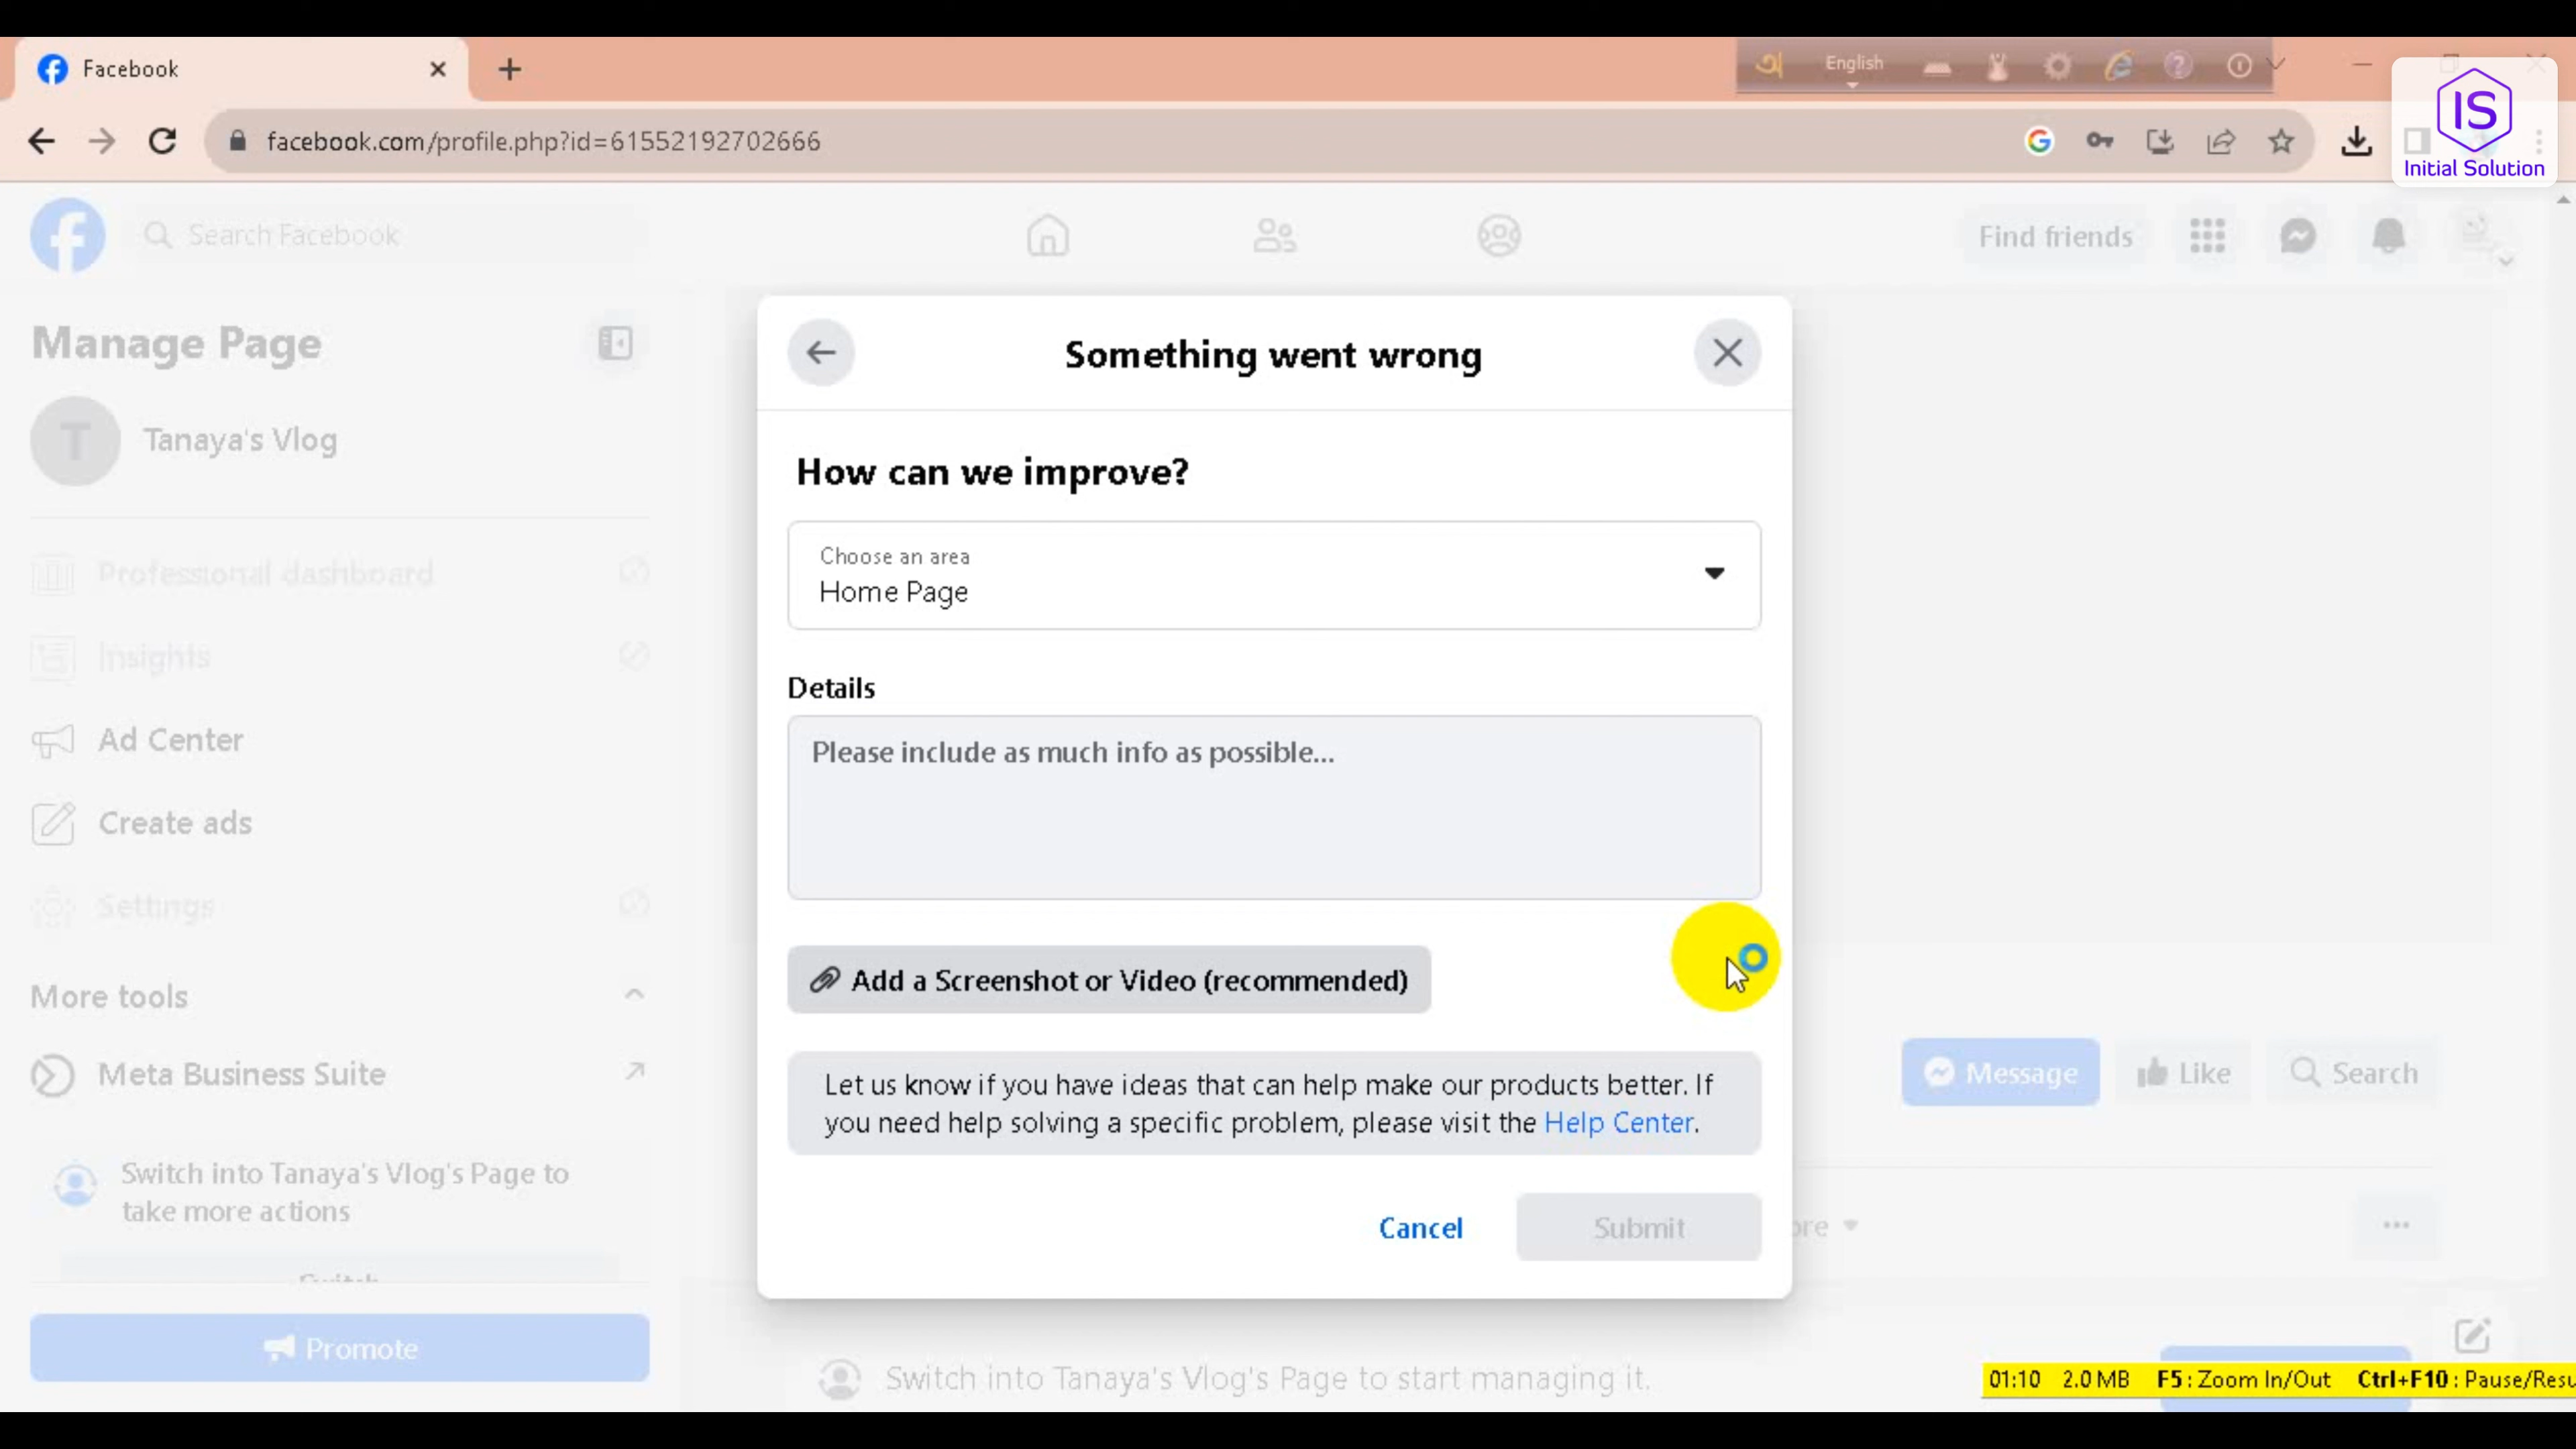 Facebook
English
facebook.com/profile.php?id=61552192702666
IS
Initial Solution
Search Facebook
Find friends
Manage Page
T
Tanaya's Vlog
Professional dashboard
Insights
Ad Center
Create ads
Settings
More tools
Meta Business Suite
Switch into Tanaya's Vlog's Page to
take more actions
Switch
Promote
Something went wrong
How can we improve?
Choose an area
Home Page
Details
Please include as much info as possible...
Add a Screenshot or Video (recommended)
Let us know if you have ideas that can help make our products better. If
you need help solving a specific problem, please visit the Help Center.
Cancel
Submit
Message
Like
Search
Switch into Tanaya's Vlog's Page to start managing it.
01:10 2.0 MB F5 : Zoom In/Out Ctrl+F10 : Pause/Resu